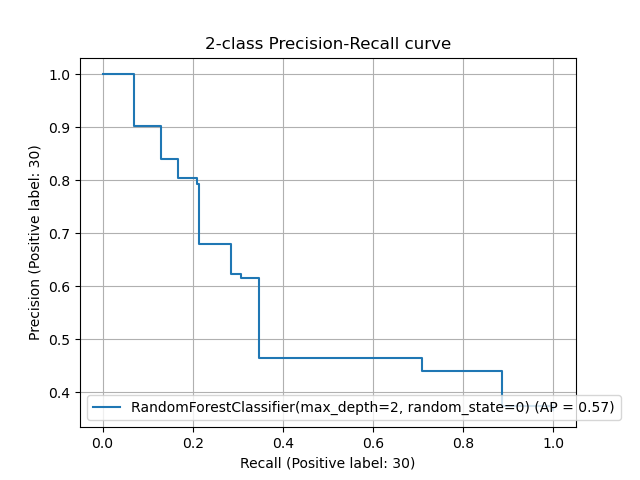 2-class Precision-Recall curve
1.0
0.9
0.8
0.7
0.6
0.5
0.4
Precision (Positive label: 30)
RandomForestClassifier(max_depth=2, random_state=0) (AP = 0.57)
0.0 0.2 0.4 0.6 0.8 1.0
Recall (Positive label: 30)